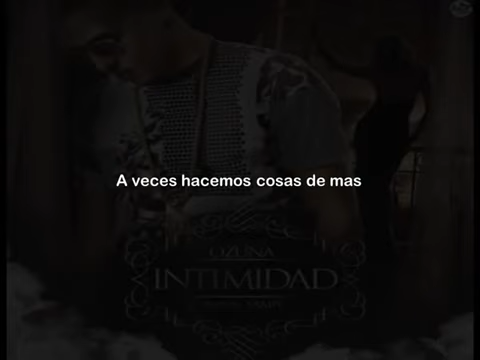 A veces hacemos cosas de mas
OZUNA
INTIMIDAD